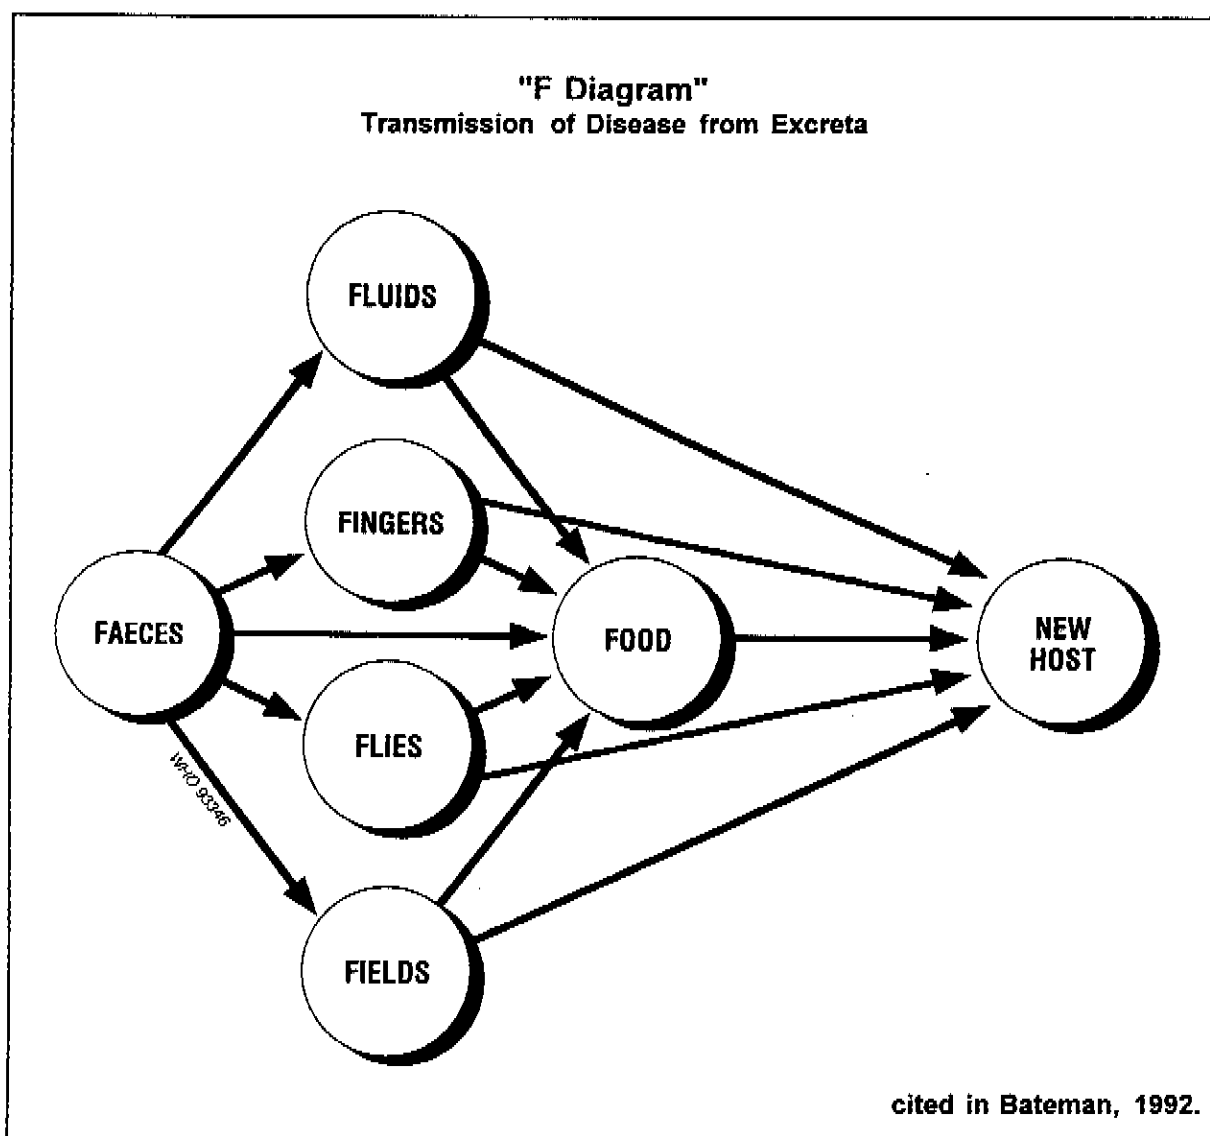 "F Diagram"
Transmission of Disease from Excreta
FLUIDS
FINGERS
FAECES
FOOD
NEW
HOST
FLIES
WHO 93346
FIELDS
cited in Bateman, 1992.